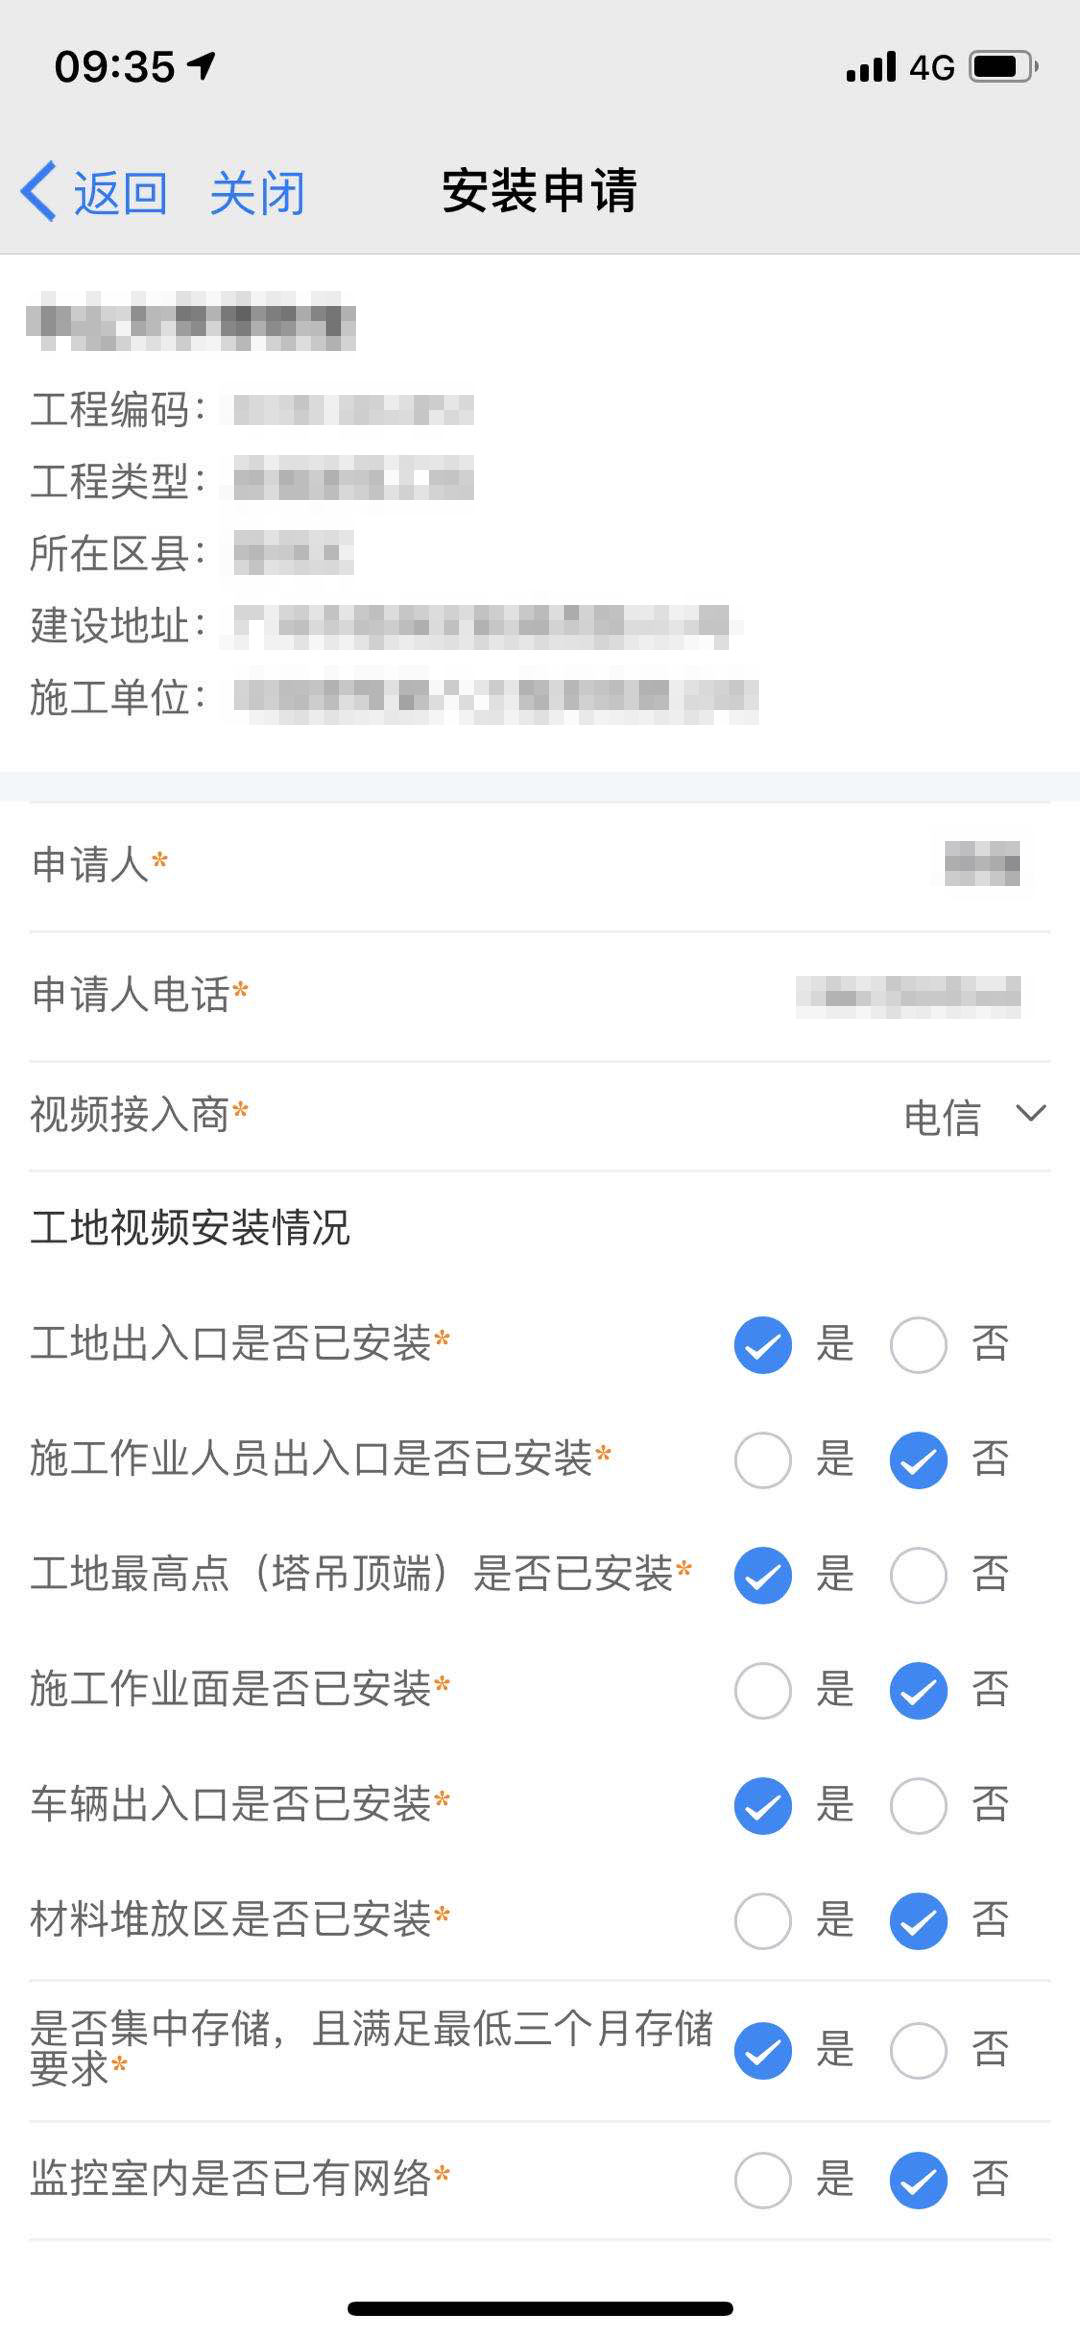 09:35
4G
返回 关闭 安装申请
工程编码：
工程类型：
所在区县：
建设地址：
施工单位：
申请人*
申请人电话*
视频接入商* 电信
工地视频安装情况
工地出入口是否已安装* 是 否
施工作业人员出入口是否已安装* 是 否
工地最高点（塔吊顶端）是否已安装* 是 否
施工作业面是否已安装* 是 否
车辆出入口是否已安装* 是 否
材料堆放区是否已安装* 是 否
是否集中存储，且满足最低三个月存储
要求* 是 否
监控室内是否已有网络* 是 否